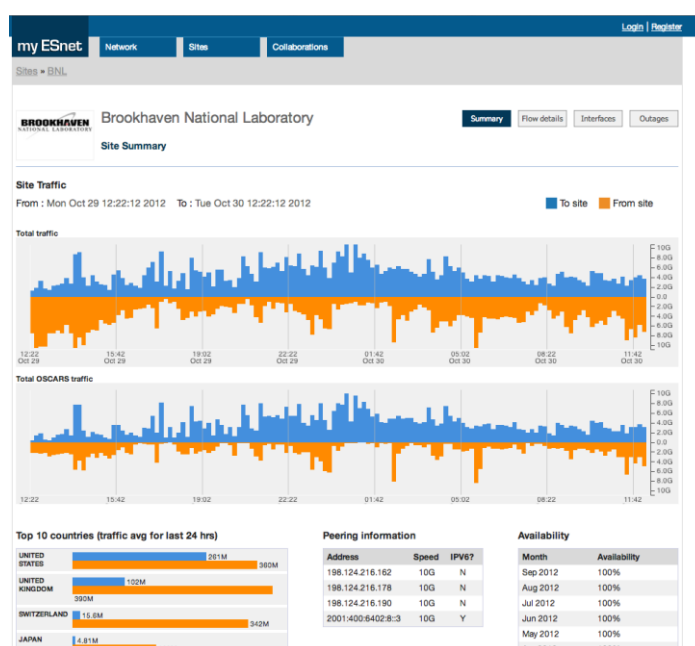 Login | Register
my ESnet Network Sites Collaborations
Sites » BNL
BROOKHAVEN
NATIONAL LABORATORY
Brookhaven National Laboratory
Summary Flow details Interfaces Outages
Site Summary
Site Traffic
From : Mon Oct 29 12:22:12 2012 To : Tue Oct 30 12:22:12 2012
To site From site
Total traffic
10G
8.0G
6.0G
4.0G
2.0G
0.0
2.0G
4.0G
6.0G
8.0G
10G
12:22 15:42 19:02 22:22 01:42 05:02 08:22 11:42
Oct 29 Oct 29 Oct 29 Oct 29 Oct 30 Oct 30 Oct 30 Oct 30
Total OSCARS traffic
10G
8.0G
6.0G
4.0G
2.0G
0.0
2.0G
4.0G
6.0G
8.0G
10G
12:22 15:42 19:02 22:22 01:42 05:02 08:22 11:42
Top 10 countries (traffic avg for last 24 hrs)
UNITED
STATES
201M
360M
UNITED
KINGDOM
102M
390M
SWITZERLAND
15.6M
342M
JAPAN
4.81M
Peering information
Address Speed IPV6?
198.124.216.162 10G N
198.124.216.178 10G N
198.124.216.190 10G N
2001:400:6402:8::3 10G Y
Availability
Month Availability
Sep 2012 100%
Aug 2012 100%
Jul 2012 100%
Jun 2012 100%
May 2012 100%